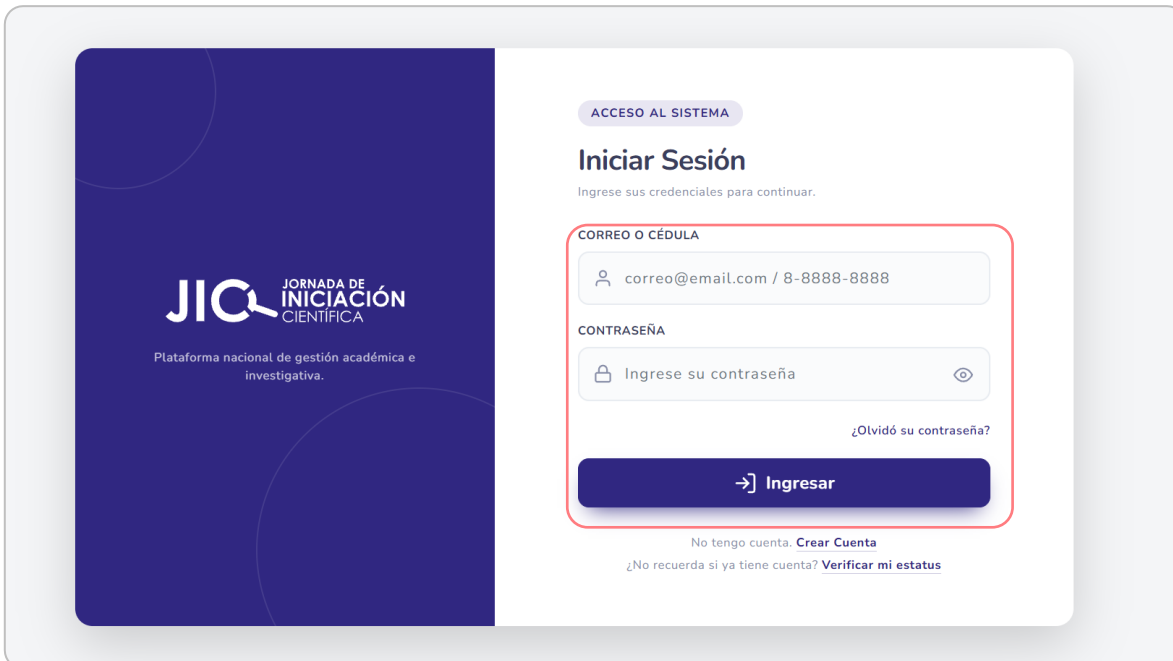 JIC
JORNADA DE
INICIACIÓN
CIENTÍFICA
Plataforma nacional de gestión académica e
investigativa.
ACCESO AL SISTEMA
Iniciar Sesión
Ingrese sus credenciales para continuar.
CORREO O CÉDULA
correo@email.com / 8-8888-8888
CONTRASEÑA
Ingrese su contraseña
¿Olvidó su contraseña?
Ingresar
No tengo cuenta. Crear Cuenta
¿No recuerda si ya tiene cuenta? Verificar mi estatus